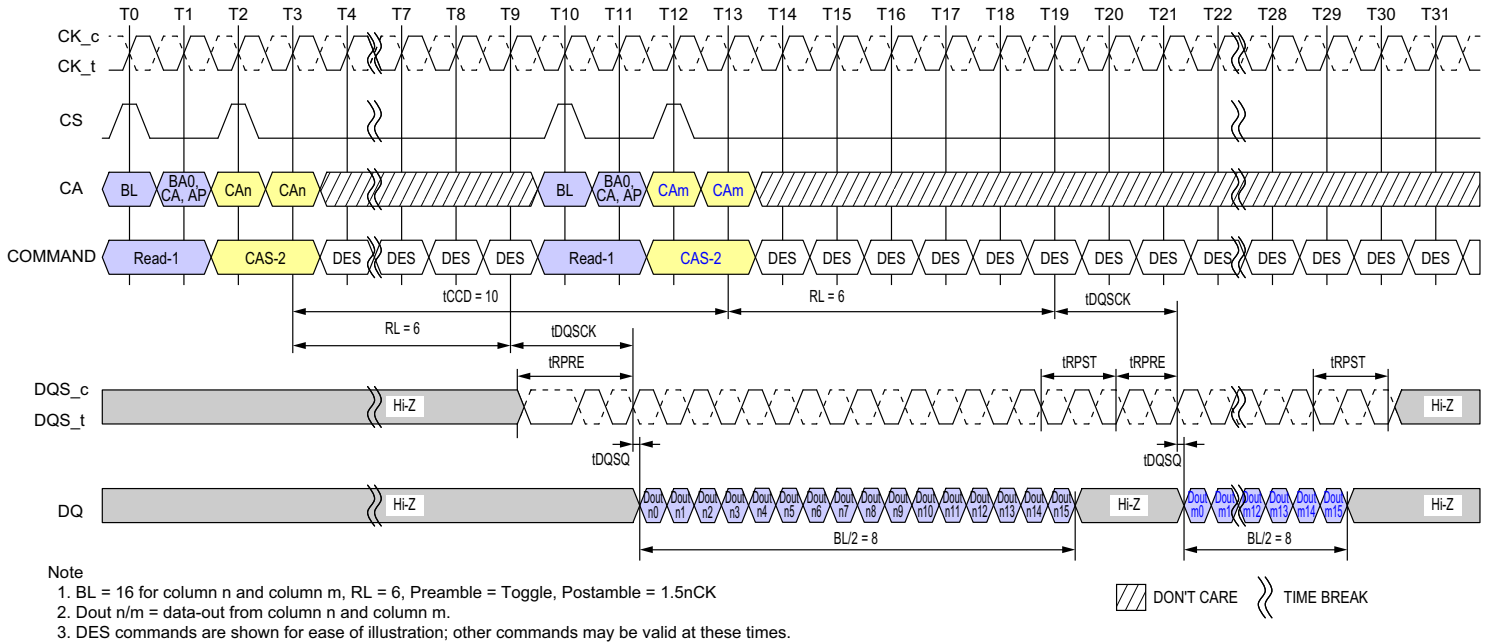 T0 T1 T2 T3 T4 T7 T8 T9 T10 T11 T12 T13 T14 T15 T16 T17 T18 T19 T20 T21 T22 T28 T29 T30 T31
CK_c
CK_t
CS
CA BL BA0, CA, AP CAn CAn BL BA0, CA, AP CAm CAm
COMMAND Read-1 CAS-2 DES DES DES DES Read-1 CAS-2 DES DES DES DES DES DES DES DES DES DES DES DES DES
tCCD = 10 RL = 6 tDQSCK
RL = 6 tDQSCK
tRPRE tRPST tRPRE tRPST
DQS_c
DQS_t
Hi-Z Hi-Z
tDQSQ tDQSQ
DQ Hi-Z Dout n0 Dout n1 Dout n2 Dout n3 Dout n4 Dout n5 Dout n6 Dout n7 Dout n8 Dout n9 Dout n10 Dout n11 Dout n12 Dout n13 Dout n14 Dout n15 Hi-Z Dout m0 Dout m1 Dout m12 Dout m13 Dout m14 Dout m15 Hi-Z
BL/2 = 8 BL/2 = 8
Note
1. BL = 16 for column n and column m, RL = 6, Preamble = Toggle, Postamble = 1.5nCK
2. Dout n/m = data-out from column n and column m.
3. DES commands are shown for ease of illustration; other commands may be valid at these times.
DON'T CARE TIME BREAK